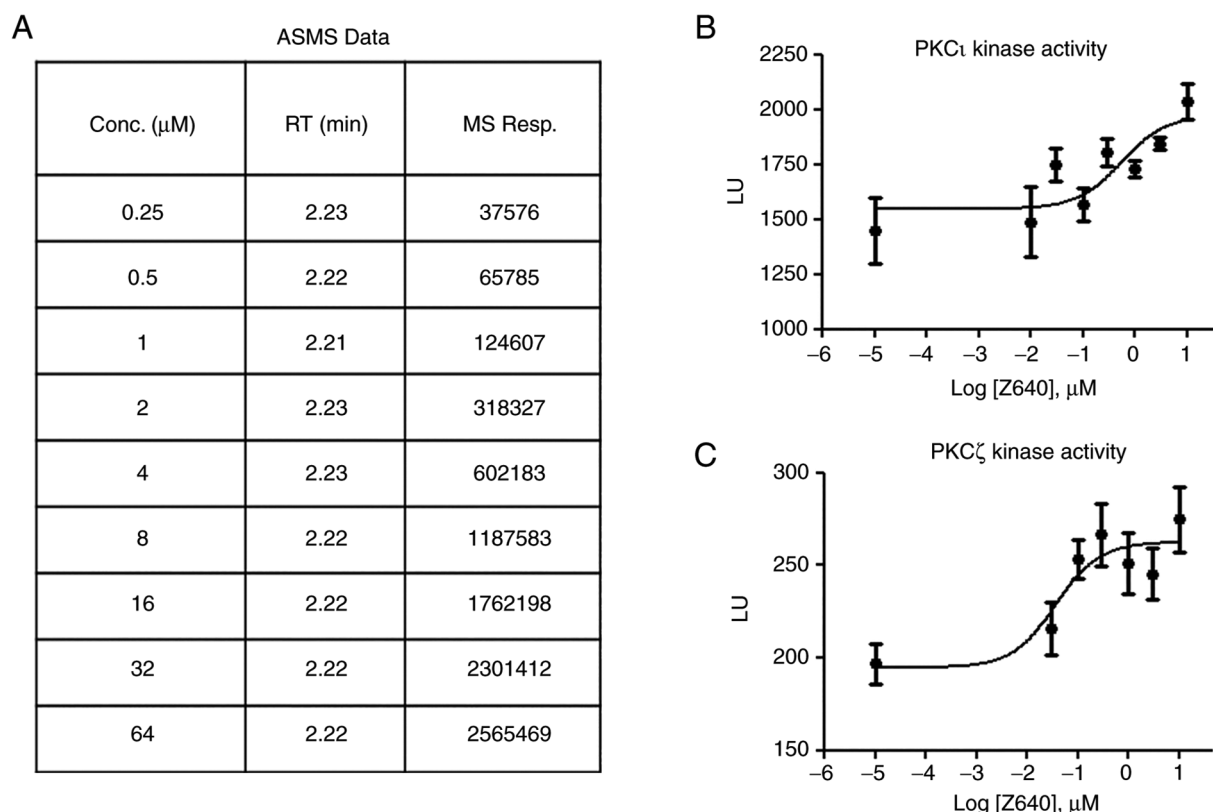 A
ASMS Data
Conc. (μM) RT (min) MS Resp.
0.25 2.23 37576
0.5 2.22 65785
1 2.21 124607
2 2.23 318327
4 2.23 602183
8 2.22 1187583
16 2.22 1762198
32 2.22 2301412
64 2.22 2565469
B
PKCι kinase activity
2250
2000
1750
1500
1250
1000
LU
–6 –5 –4 –3 –2 –1 0 1
Log [Z640], μM
C
PKCζ kinase activity
300
250
200
150
LU
–6 –5 –4 –3 –2 –1 0 1
Log [Z640], μM